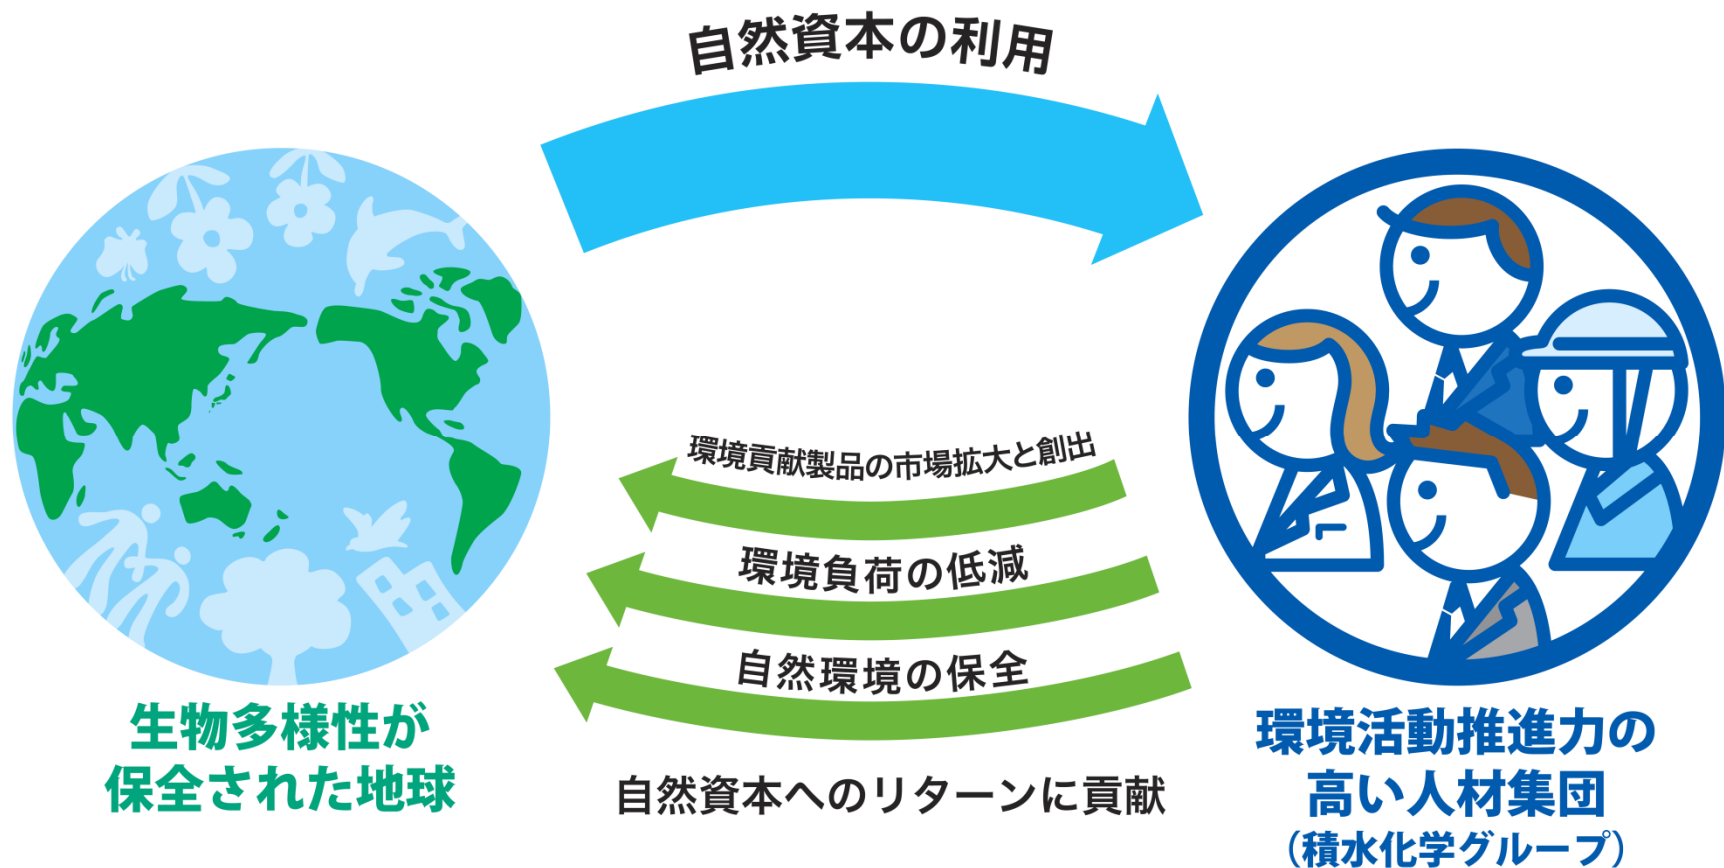 自然資本の利用
環境貢献製品の市場拡大と創出
環境負荷の低減
自然環境の保全
自然資本へのリターンに貢献
生物多様性が
保全された地球
環境活動推進力の
高い人材集団
(積水化学グループ)